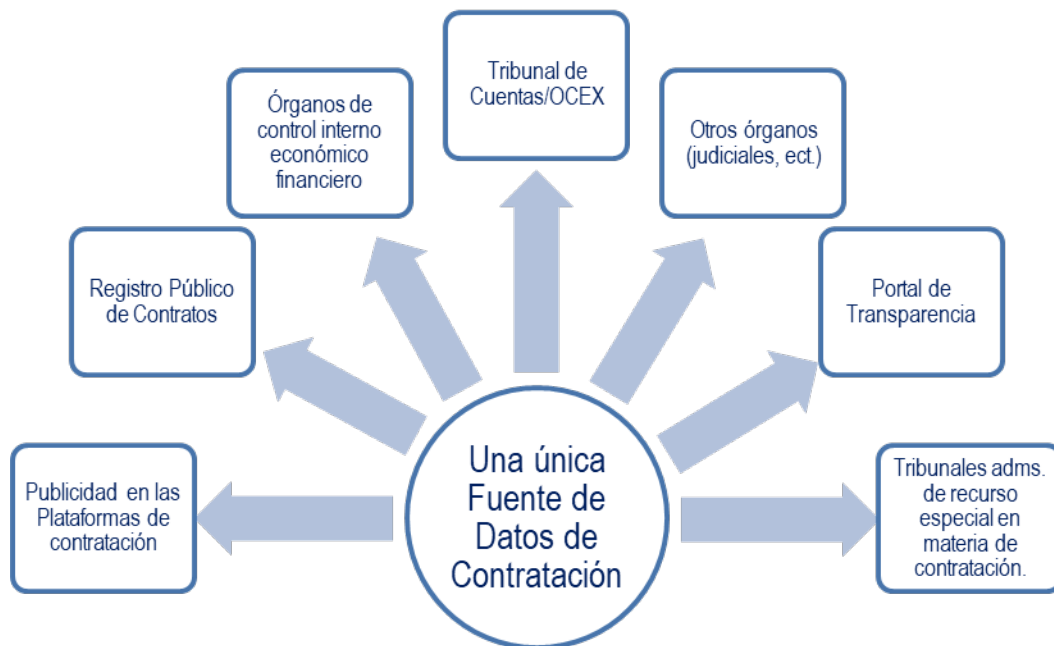 Tribunal de
Cuentas/OCEX
Órganos de
control interno
económico
financiero
Otros órganos
(judiciales, ect.)
Registro Público
de Contratos
Portal de
Transparencia
Publicidad en las
Plataformas de
contratación
Una única
Fuente de
Datos de
Contratación
Tribunales adms.
de recurso
especial en
materia de
contratación.